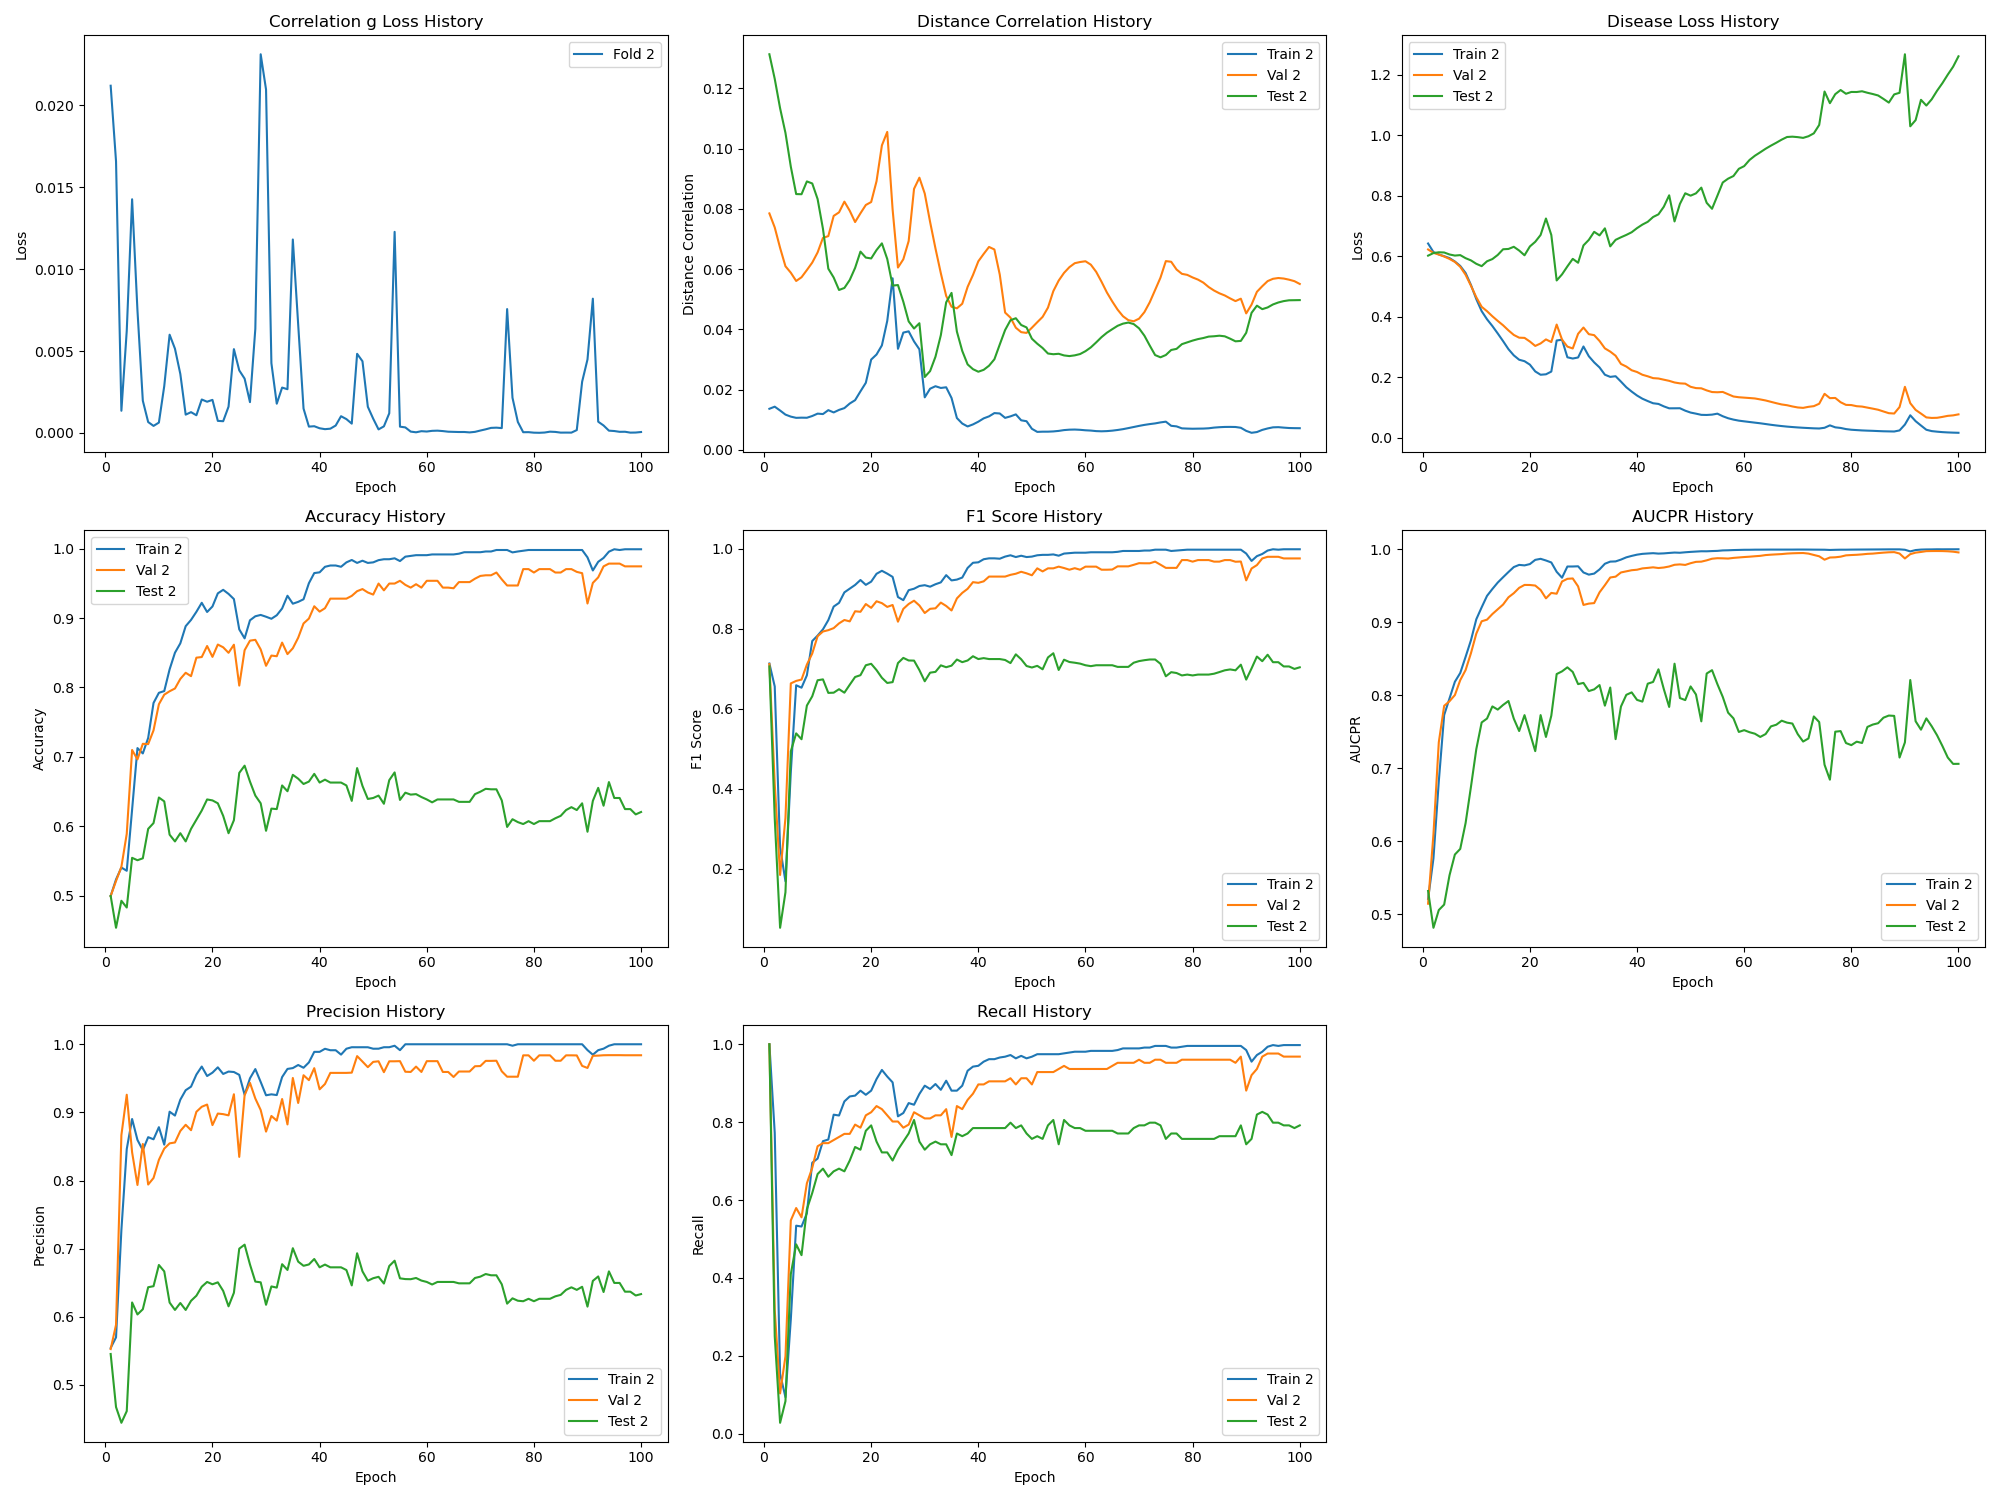 Correlation g Loss History
Loss
0.020
0.015
0.010
0.005
0.000
0 20 40 60 80 100
Epoch
Fold 2
Distance Correlation History
Distance Correlation
0.12
0.10
0.08
0.06
0.04
0.02
0.00
0 20 40 60 80 100
Epoch
Train 2
Val 2
Test 2
Disease Loss History
Loss
1.2
1.0
0.8
0.6
0.4
0.2
0.0
0 20 40 60 80 100
Epoch
Train 2
Val 2
Test 2
Accuracy History
Accuracy
1.0
0.9
0.8
0.7
0.6
0.5
0 20 40 60 80 100
Epoch
Train 2
Val 2
Test 2
F1 Score History
F1 Score
1.0
0.8
0.6
0.4
0.2
0 20 40 60 80 100
Epoch
Train 2
Val 2
Test 2
AUCPR History
AUCPR
1.0
0.9
0.8
0.7
0.6
0.5
0 20 40 60 80 100
Epoch
Train 2
Val 2
Test 2
Precision History
Precision
1.0
0.9
0.8
0.7
0.6
0.5
0 20 40 60 80 100
Epoch
Train 2
Val 2
Test 2
Recall History
Recall
1.0
0.8
0.6
0.4
0.2
0.0
0 20 40 60 80 100
Epoch
Train 2
Val 2
Test 2